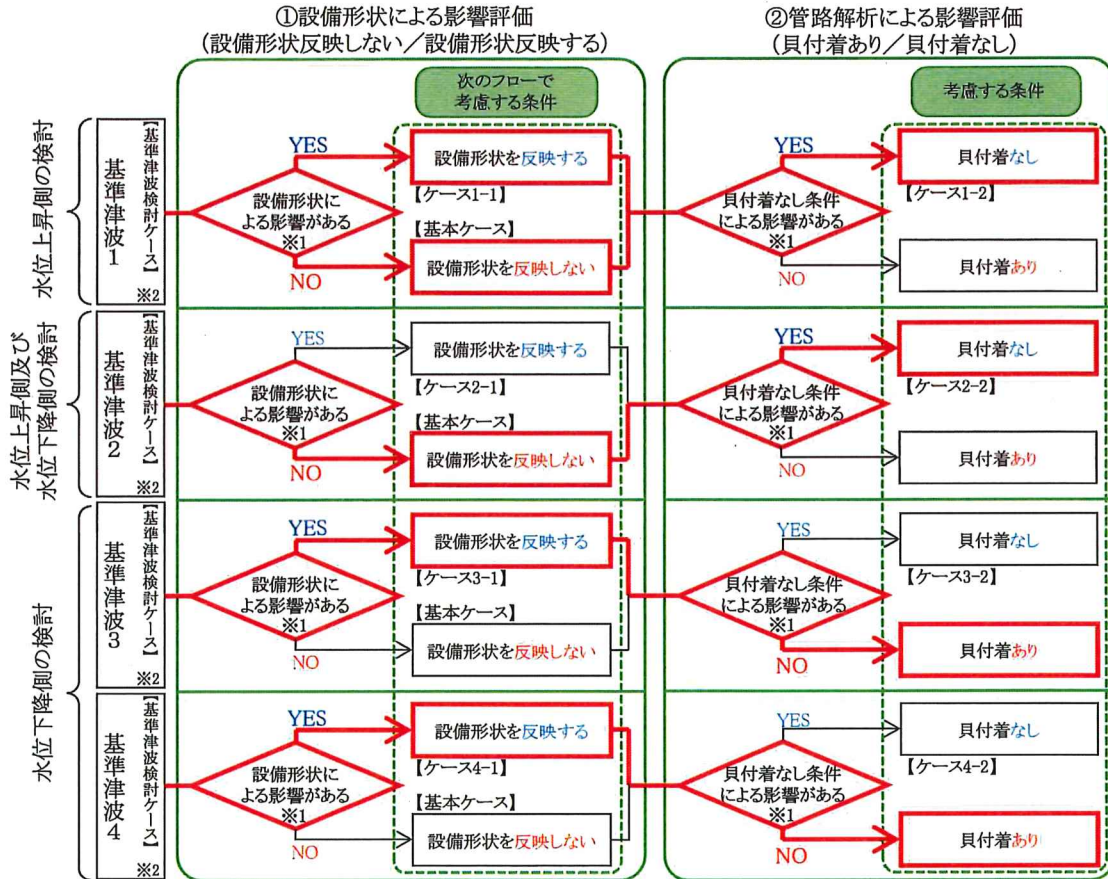 ①設備形状による影響評価
(設備形状反映しない／設備形状反映する)
②管路解析による影響評価
(貝付着あり／貝付着なし)
次のフローで
考慮する条件
考慮する条件
水位上昇側の検討
基準津波1
【基準津波検討ケース】
※2
設備形状に
よる影響がある
※1
YES
設備形状を反映する
【ケース1-1】
【基本ケース】
NO
設備形状を反映しない
貝付着なし条件
による影響がある
※1
YES
貝付着なし
【ケース1-2】
NO
貝付着あり
水位上昇側及び
水位下降側の検討
基準津波2
【基準津波検討ケース】
※2
設備形状に
よる影響がある
※1
YES
設備形状を反映する
【ケース2-1】
【基本ケース】
NO
設備形状を反映しない
貝付着なし条件
による影響がある
※1
YES
貝付着なし
【ケース2-2】
NO
貝付着あり
水位下降側の検討
基準津波3
【基準津波検討ケース】
※2
設備形状に
よる影響がある
※1
YES
設備形状を反映する
【ケース3-1】
【基本ケース】
NO
設備形状を反映しない
貝付着なし条件
による影響がある
※1
YES
貝付着なし
【ケース3-2】
NO
貝付着あり
基準津波4
【基準津波検討ケース】
※2
設備形状に
よる影響がある
※1
YES
設備形状を反映する
【ケース4-1】
【基本ケース】
NO
設備形状を反映しない
貝付着なし条件
による影響がある
※1
YES
貝付着なし
【ケース4-2】
NO
貝付着あり